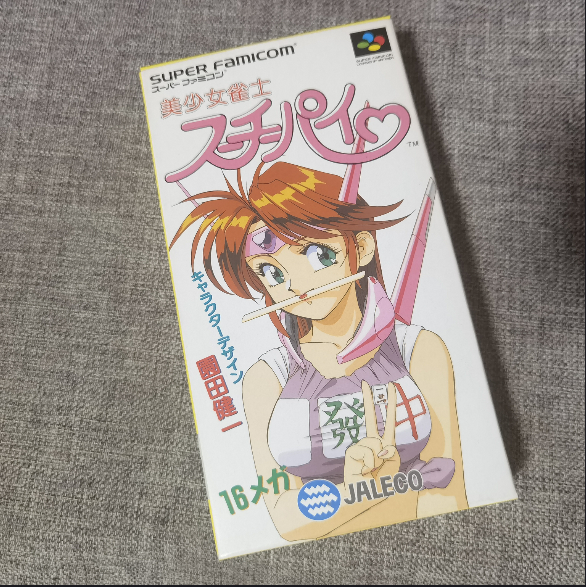 SUPER FAMICOM
スーパーファミコン
美少女雀士
スーチーパイ
TM
キャラクターデザイン
園田健一
發 中
16メガ
JALECO